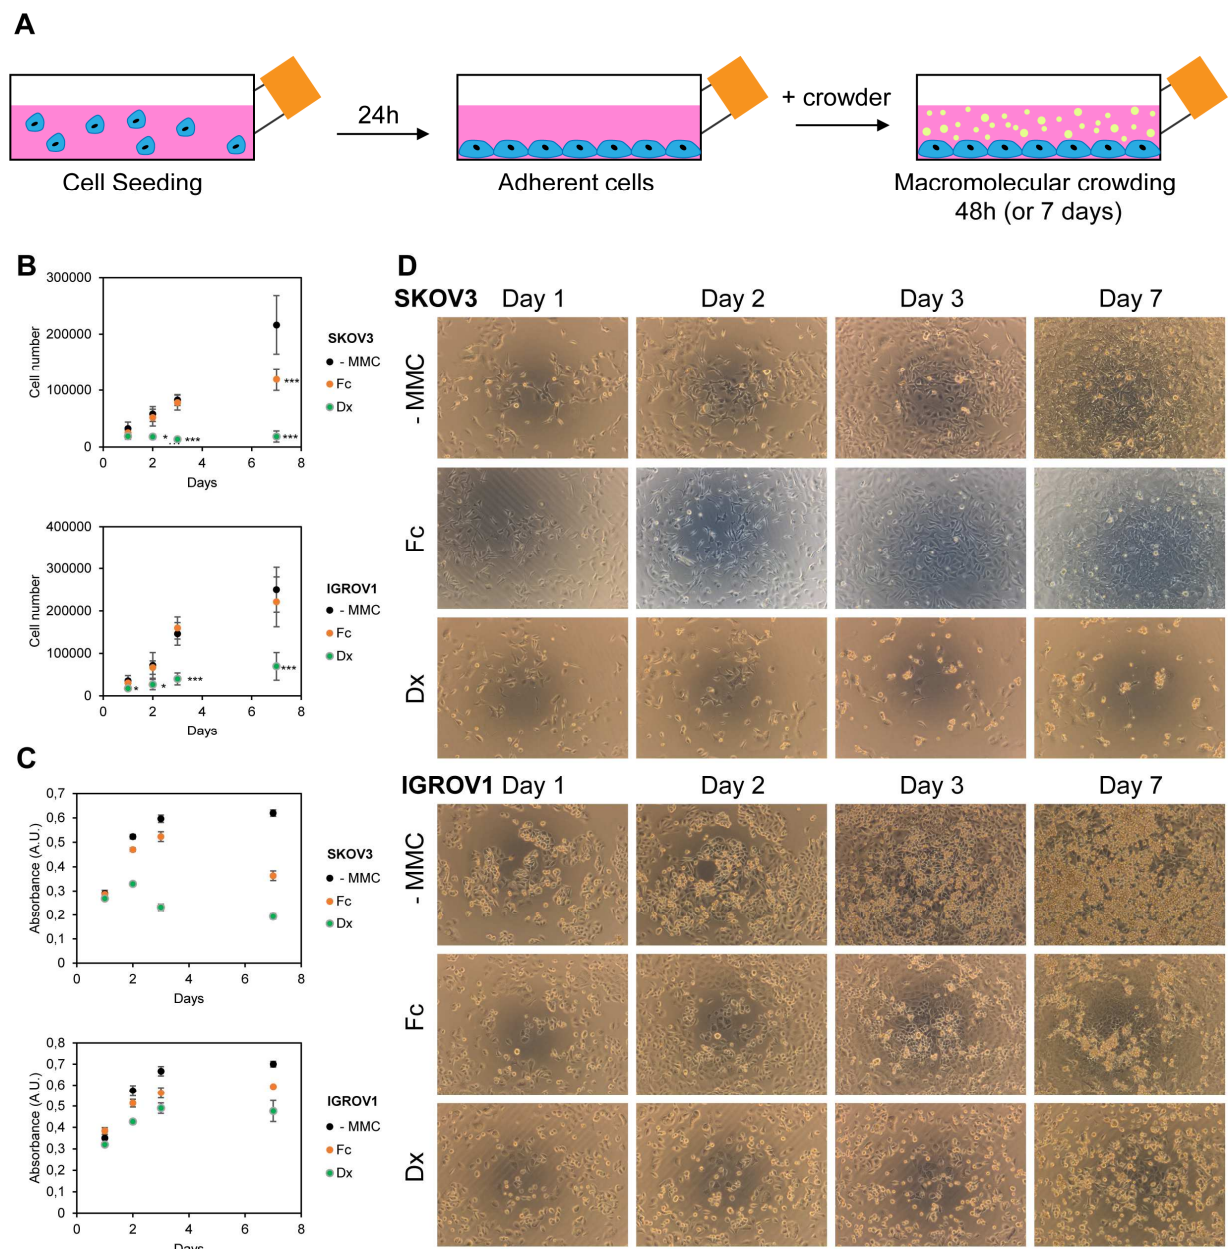 A
24h
+ crowder
Cell Seeding
Adherent cells
Macromolecular crowding
48h (or 7 days)
B
300000
200000
100000
0
Cell number
0 2 4 6 8
Days
* ... ***
***
***
SKOV3
- MMC
Fc
Dx
400000
300000
200000
100000
0
Cell number
0 2 4 6 8
Days
* * *** ***
IGROV1
- MMC
Fc
Dx
C
0,7
0,6
0,5
0,4
0,3
0,2
0,1
0
Absorbance (A.U.)
0 2 4 6 8
Days
SKOV3
- MMC
Fc
Dx
0,8
0,7
0,6
0,5
0,4
0,3
0,2
0,1
0
Absorbance (A.U.)
0 2 4 6 8
Days
IGROV1
- MMC
Fc
Dx
D
SKOV3 Day 1 Day 2 Day 3 Day 7
- MMC
Fc
Dx
IGROV1 Day 1 Day 2 Day 3 Day 7
- MMC
Fc
Dx